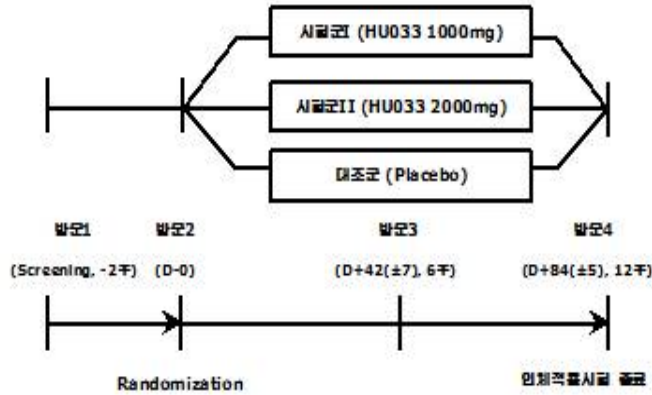 시험군I (HU033 1000mg)
시험군II (HU033 2000mg)
대조군 (Placebo)
방문1 방문2 방문3 방문4
(Screening, -2주) (D-0) (D+42(±7), 6주) (D+84(±5), 12주)
Randomization 인체적용시험 종료